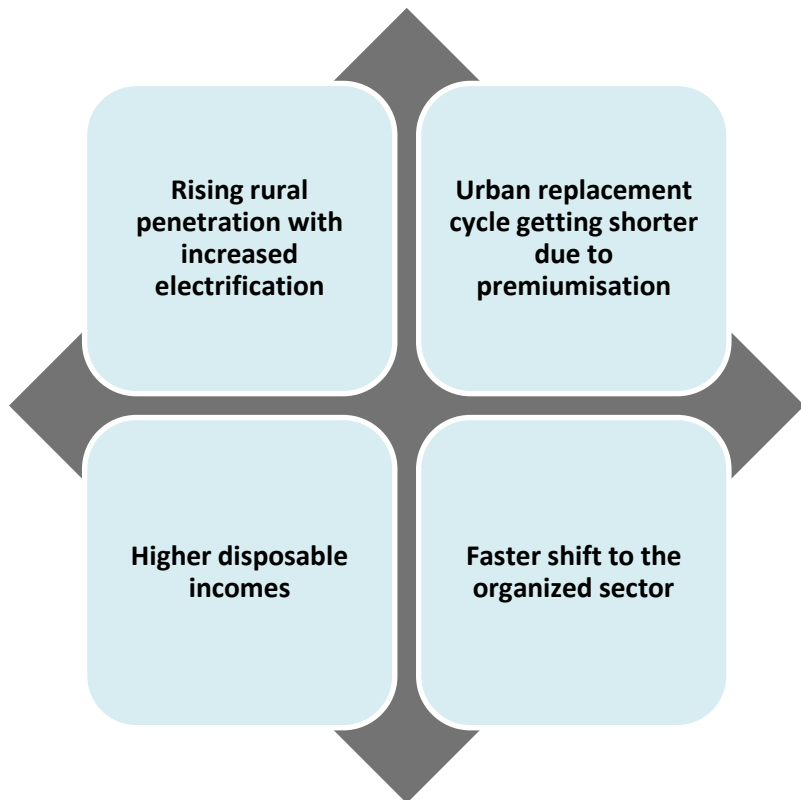 Rising rural
penetration with
increased
electrification
Urban replacement
cycle getting shorter
due to
premiumisation
Higher disposable
incomes
Faster shift to the
organized sector